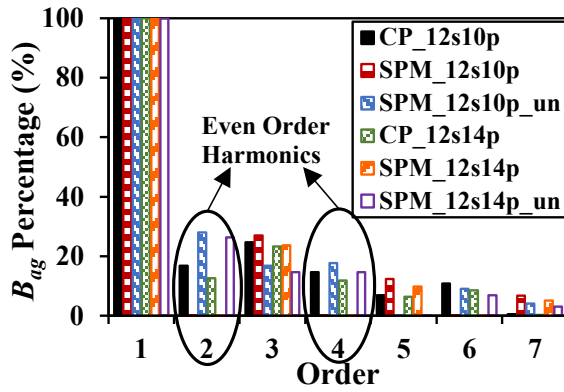 100
80
60
40
20
0
B_ag Percentage (%)
Even Order
Harmonics
CP_12s10p
SPM_12s10p
SPM_12s10p_un
CP_12s14p
SPM_12s14p
SPM_12s14p_un
1 2 3 4 5 6 7
Order